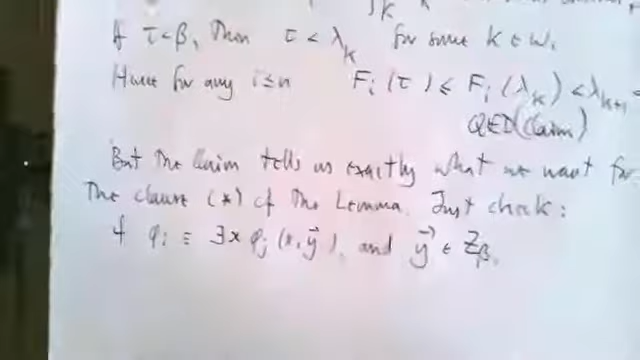 If τ < β, Then τ < λ_k for some k ∈ ω.
Hence for any i ≤ n F_i(τ) ≤ F_i(λ_k) < λ_{k+1} <
QED(Claim)
But the Claim tells us exactly what we want for
The clause (*) of the Lemma. Just check:
if φ_i ≡ ∃x φ_j(x, y⃗), and y⃗ ∈ Z_β,